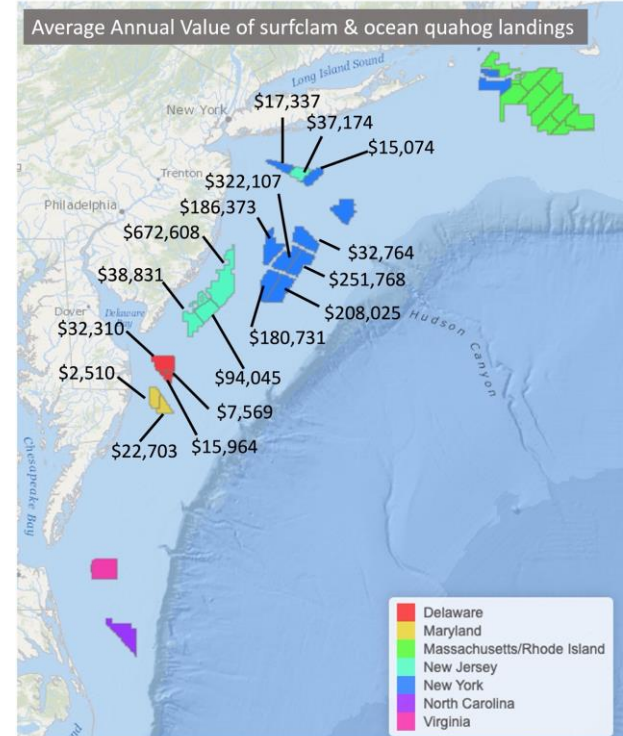 Average Annual Value of surfclam & ocean quahog landings
Long Island Sound
$17,337
New York
$37,174
$15,074
Trenton
$322,107
Philadelphia
$186,373
$672,608
$32,764
$38,831
$251,768
Dover
Delaware
$208,025
$32,310
$180,731
Hudson Canyon
$2,510
$94,045
$7,569
$22,703
$15,964
Chesapeake Bay
Delaware
Maryland
Massachusetts/Rhode Island
New Jersey
New York
North Carolina
Virginia